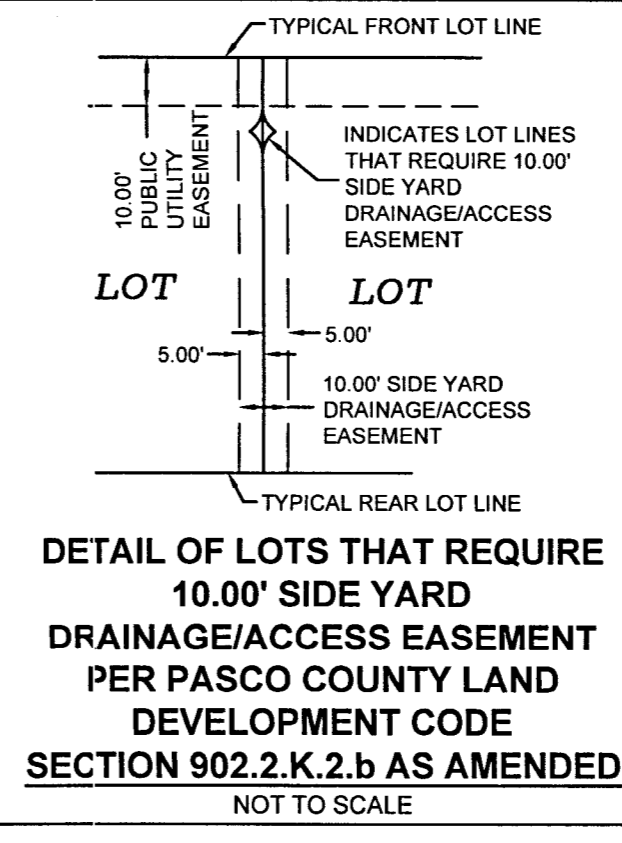 TYPICAL FRONT LOT LINE
10.00'
PUBLIC
UTILITY
EASEMENT
INDICATES LOT LINES
THAT REQUIRE 10.00'
SIDE YARD
DRAINAGE/ACCESS
EASEMENT
LOT
LOT
5.00'
5.00'
10.00' SIDE YARD
DRAINAGE/ACCESS
EASEMENT
TYPICAL REAR LOT LINE
DETAIL OF LOTS THAT REQUIRE
10.00' SIDE YARD
DRAINAGE/ACCESS EASEMENT
PER PASCO COUNTY LAND
DEVELOPMENT CODE
SECTION 902.2.K.2.b AS AMENDED
NOT TO SCALE